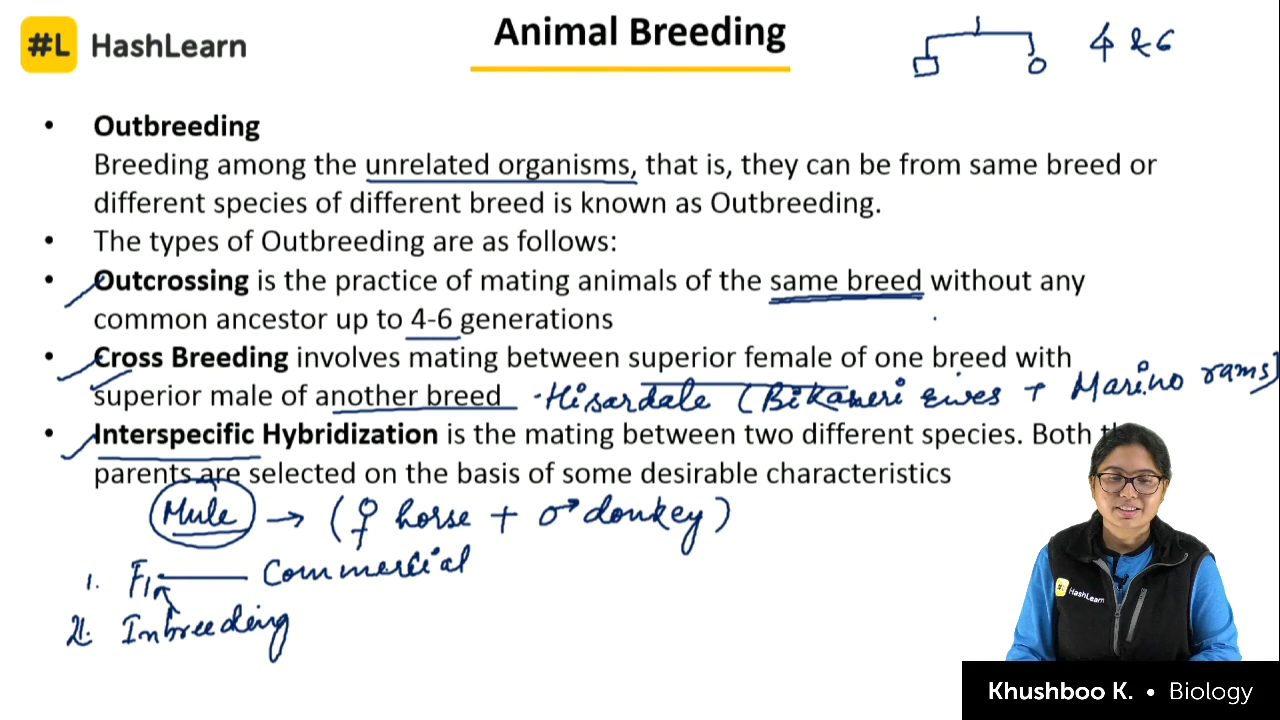 #L HashLearn
Animal Breeding
4 & 6
• Outbreeding
Breeding among the unrelated organisms, that is, they can be from same breed or
different species of different breed is known as Outbreeding.
• The types of Outbreeding are as follows:
• Outcrossing is the practice of mating animals of the same breed without any
common ancestor up to 4-6 generations
• Cross Breeding involves mating between superior female of one breed with
superior male of another breed - Hisardale (Bikaneri Ewes + Marino rams)
• Interspecific Hybridization is the mating between two different species. Both
parents are selected on the basis of some desirable characteristics
Mule → (♀ horse + ♂ donkey)
1. F1 — Commercial
2. Inbreeding
#L HashLearn
Khushboo K. • Biology